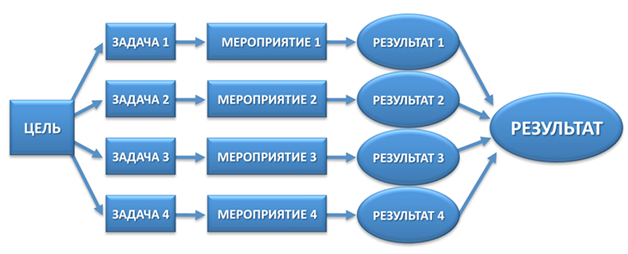 ЦЕЛЬ
ЗАДАЧА 1
МЕРОПРИЯТИЕ 1
РЕЗУЛЬТАТ 1
ЗАДАЧА 2
МЕРОПРИЯТИЕ 2
РЕЗУЛЬТАТ 2
ЗАДАЧА 3
МЕРОПРИЯТИЕ 3
РЕЗУЛЬТАТ 3
ЗАДАЧА 4
МЕРОПРИЯТИЕ 4
РЕЗУЛЬТАТ 4
РЕЗУЛЬТАТ